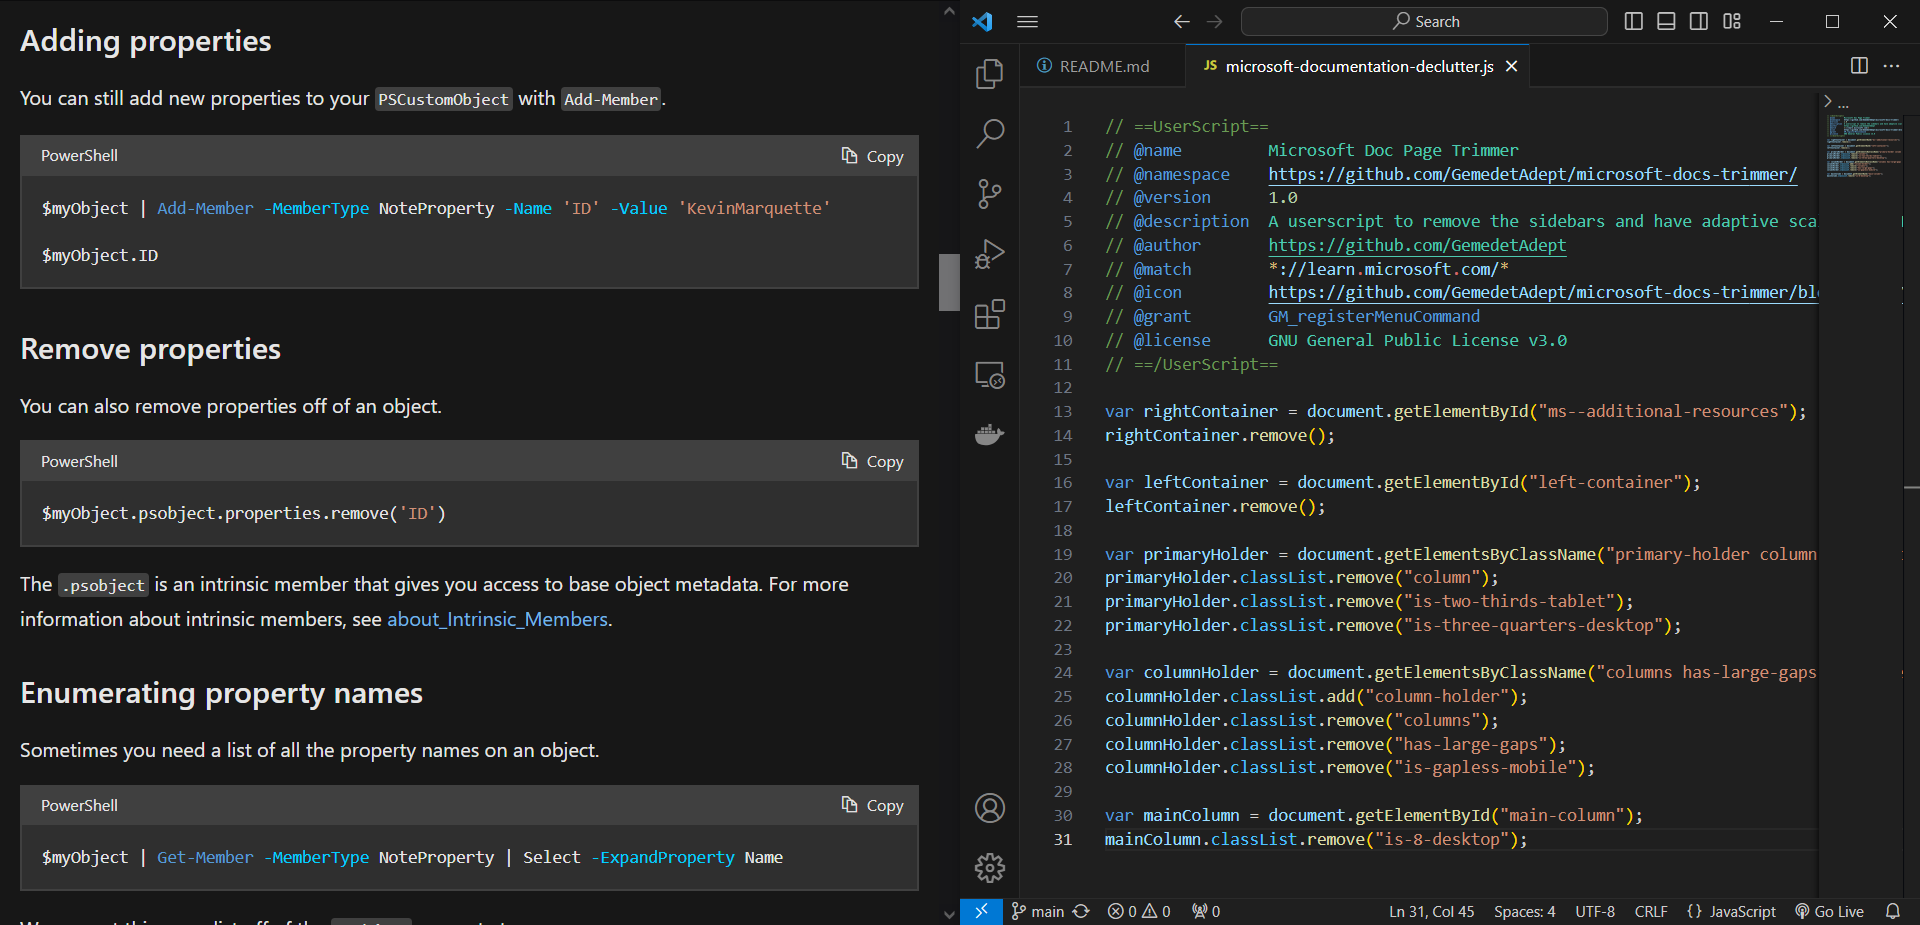 Adding properties
You can still add new properties to your PSCustomObject with Add-Member.
PowerShell
Copy
$myObject | Add-Member -MemberType NoteProperty -Name 'ID' -Value 'KevinMarquette'
$myObject.ID
Remove properties
You can also remove properties off of an object.
PowerShell
Copy
$myObject.psobject.properties.remove('ID')
The .psobject is an intrinsic member that gives you access to base object metadata. For more
information about intrinsic members, see about_Intrinsic_Members.
Enumerating property names
Sometimes you need a list of all the property names on an object.
PowerShell
Copy
$myObject | Get-Member -MemberType NoteProperty | Select -ExpandProperty Name
Search
README.md
JS microsoft-documentation-declutter.js
...
1 // ==UserScript==
2 // @name Microsoft Doc Page Trimmer
3 // @namespace https://github.com/GemedetAdept/microsoft-docs-trimmer/
4 // @version 1.0
5 // @description A userscript to remove the sidebars and have adaptive sca
6 // @author https://github.com/GemedetAdept
7 // @match *://learn.microsoft.com/*
8 // @icon https://github.com/GemedetAdept/microsoft-docs-trimmer/bl
9 // @grant GM_registerMenuCommand
10 // @license GNU General Public License v3.0
11 // ==/UserScript==
12
13 var rightContainer = document.getElementById("ms--additional-resources");
14 rightContainer.remove();
15
16 var leftContainer = document.getElementById("left-container");
17 leftContainer.remove();
18
19 var primaryHolder = document.getElementsByClassName("primary-holder column
20 primaryHolder.classList.remove("column");
21 primaryHolder.classList.remove("is-two-thirds-tablet");
22 primaryHolder.classList.remove("is-three-quarters-desktop");
23
24 var columnHolder = document.getElementsByClassName("columns has-large-gaps
25 columnHolder.classList.add("column-holder");
26 columnHolder.classList.remove("columns");
27 columnHolder.classList.remove("has-large-gaps");
28 columnHolder.classList.remove("is-gapless-mobile");
29
30 var mainColumn = document.getElementById("main-column");
31 mainColumn.classList.remove("is-8-desktop");
main 0 0 0 Ln 31, Col 45 Spaces: 4 UTF-8 CRLF {} JavaScript Go Live